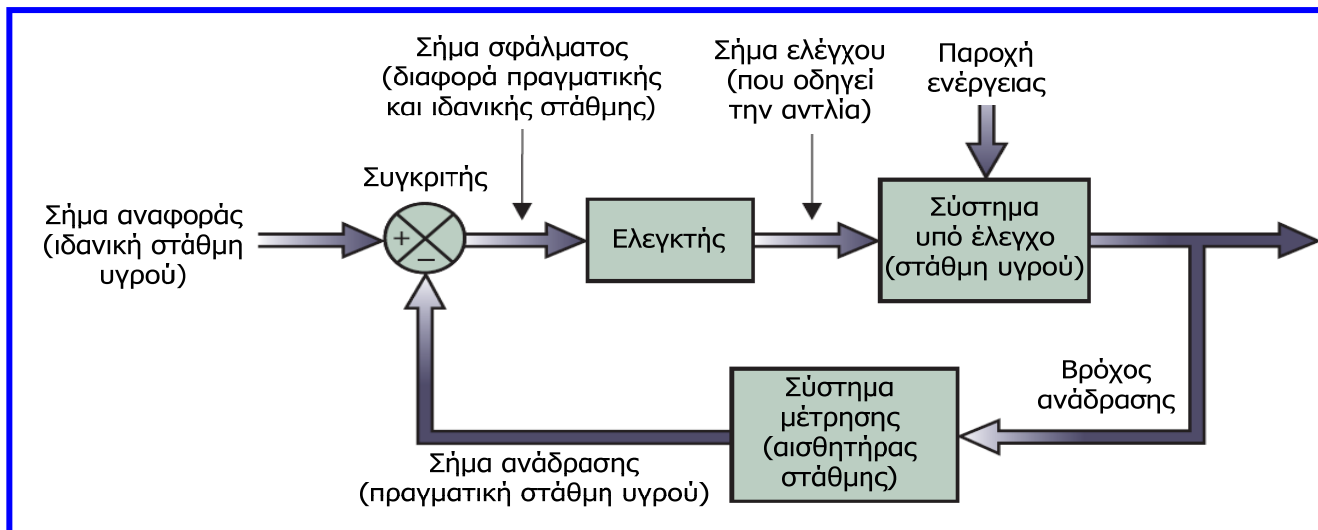 Σήμα σφάλματος
(διαφορά πραγματικής
και ιδανικής στάθμης)
Σήμα ελέγχου
(που οδηγεί
την αντλία)
Παροχή
ενέργειας
Συγκριτής
Σήμα αναφοράς
(ιδανική στάθμη
υγρού)
+
−
Ελεγκτής
Σύστημα
υπό έλεγχο
(στάθμη υγρού)
Βρόχος
ανάδρασης
Σύστημα
μέτρησης
(αισθητήρας
στάθμης)
Σήμα ανάδρασης
(πραγματική στάθμη υγρού)